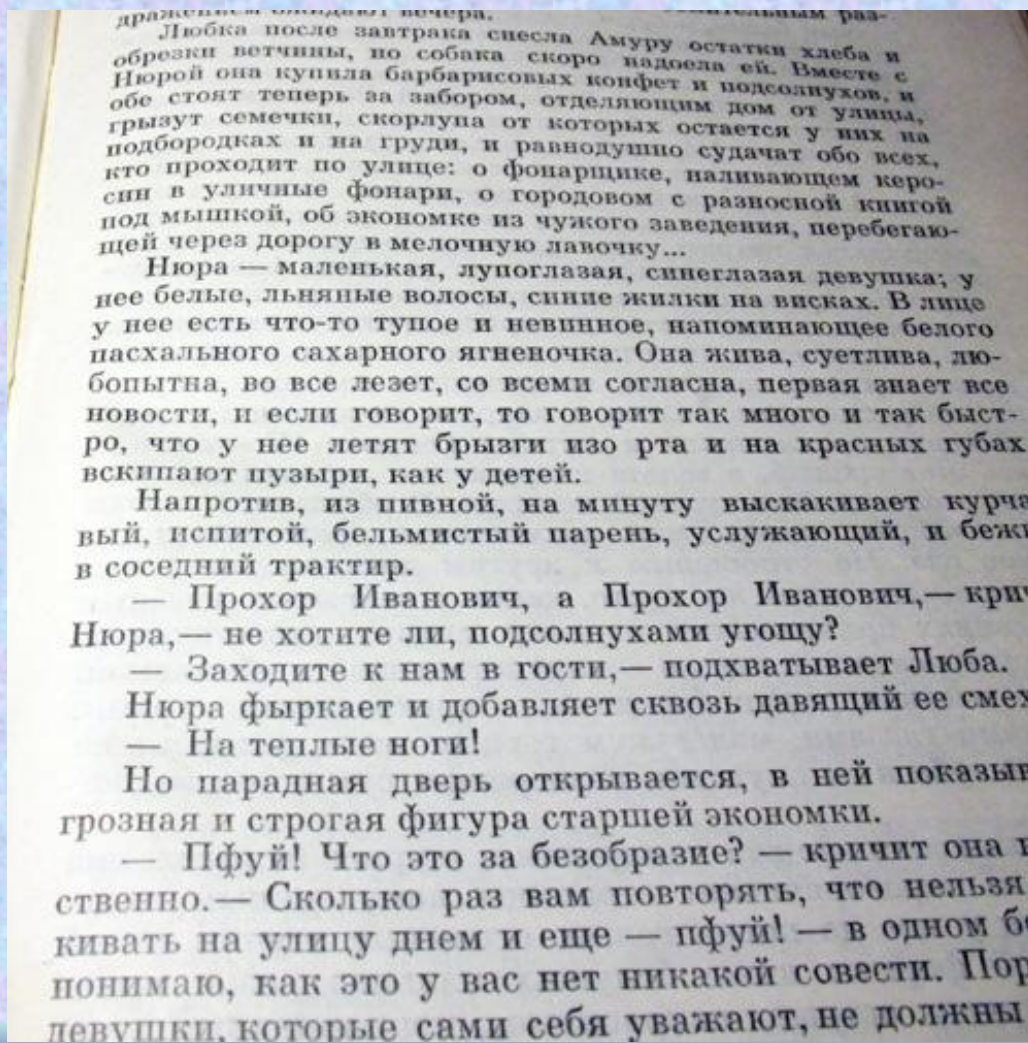 дражением ожидают вечера.
Любка после завтрака снесла Амуру остатки хлеба и
обрезки ветчины, но собака скоро надоела ей. Вместе с
Нюрой она купила барбарисовых конфет и подсолнухов, и
обе стоят теперь за забором, отделяющим дом от улицы,
грызут семечки, скорлупа от которых остается у них на
подбородках и на груди, и равнодушно судачат обо всех,
кто проходит по улице: о фонарщике, наливающем керо-
син в уличные фонари, о городовом с разносной книгой
под мышкой, об экономке из чужого заведения, перебегаю-
щей через дорогу в мелочную лавочку...
Нюра — маленькая, лупоглазая, синеглазая девушка; у
нее белые, льняные волосы, синие жилки на висках. В лице
у нее есть что-то тупое и невинное, напоминающее белого
пасхального сахарного ягненочка. Она жива, суетлива, лю-
бопытна, во все лезет, со всеми согласна, первая знает все
новости, и если говорит, то говорит так много и так быст-
ро, что у нее летят брызги изо рта и на красных губах
вскипают пузыри, как у детей.
Напротив, из пивной, на минуту выскакивает курча
вый, испитой, бельмистый парень, услужающий, и бежи
в соседний трактир.
— Прохор Иванович, а Прохор Иванович,— крич
Нюра,— не хотите ли, подсолнухами угощу?
— Заходите к нам в гости,— подхватывает Люба.
Нюра фыркает и добавляет сквозь давящий ее смех
— На теплые ноги!
Но парадная дверь открывается, в ней показыв
грозная и строгая фигура старшей экономки.
— Пфуй! Что это за безобразие? — кричит она
ственно.— Сколько раз вам повторять, что нельзя
кивать на улицу днем и еще — пфуй! — в одном бе
понимаю, как это у вас нет никакой совести. Пор
девушки, которые сами себя уважают, не должны